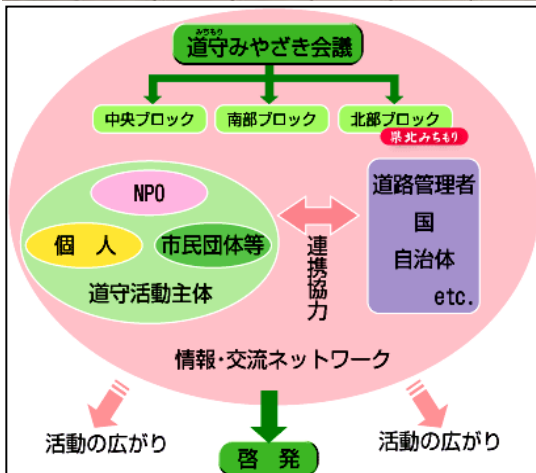 みちもり
道守みやざき会議
中央ブロック
南部ブロック
北部ブロック
県北みちもり
NPO
個 人
市民団体等
道守活動主体
連携協力
道路管理者
国
自治体
etc.
情報・交流ネットワーク
活動の広がり
啓 発
活動の広がり